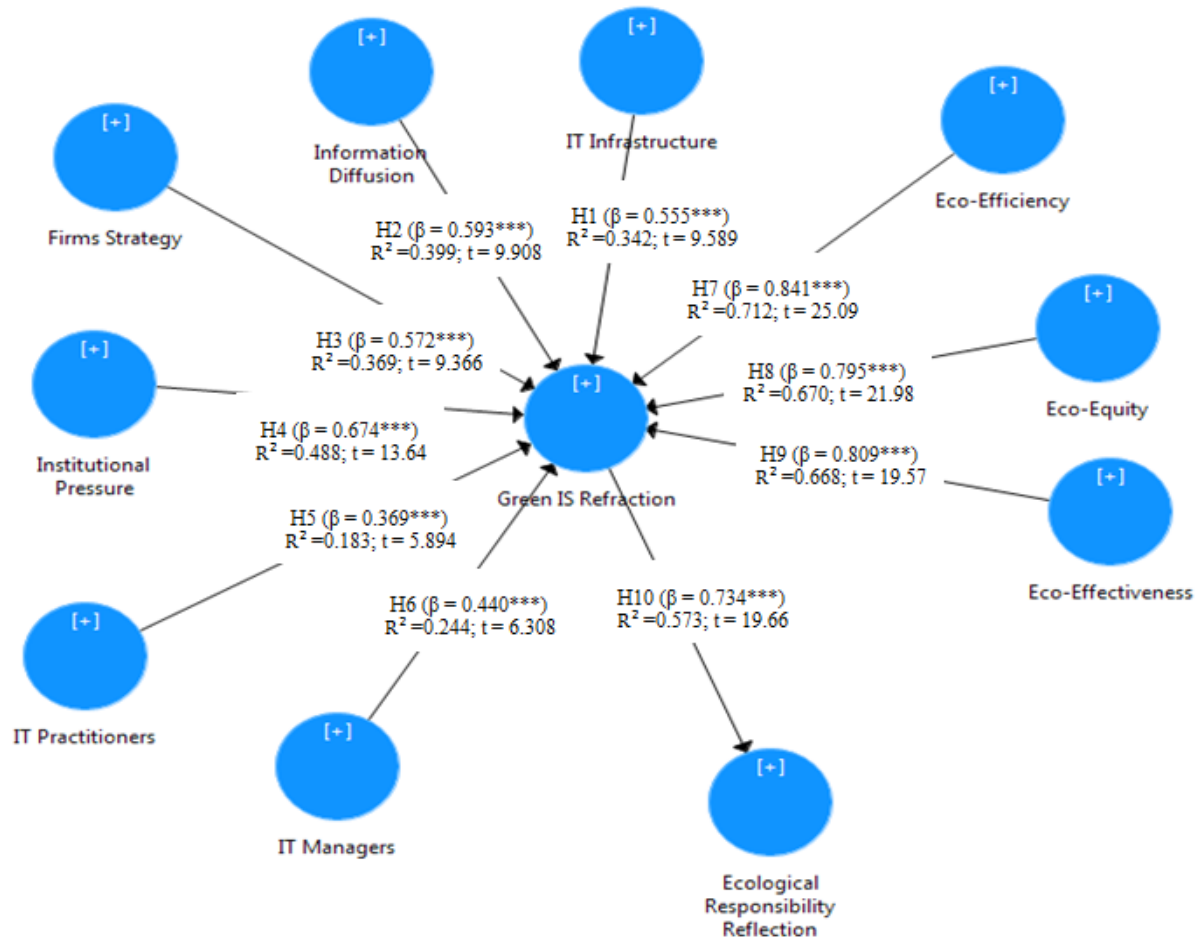 [+]
Information
Diffusion
[+]
IT Infrastructure
[+]
Eco-Efficiency
[+]
Firms Strategy
H2 (β = 0.593***)
R² =0.399; t = 9.908
H1 (β = 0.555***)
R² =0.342; t = 9.589
H7 (β = 0.841***)
R² =0.712; t = 25.09
[+]
Eco-Equity
H3 (β = 0.572***)
R² =0.369; t = 9.366
[+]
Institutional
Pressure
[+]
Green IS Refraction
H8 (β = 0.795***)
R² =0.670; t = 21.98
H4 (β = 0.674***)
R² =0.488; t = 13.64
H9 (β = 0.809***)
R² =0.668; t = 19.57
[+]
Eco-Effectiveness
H5 (β = 0.369***)
R² =0.183; t = 5.894
[+]
IT Practitioners
H6 (β = 0.440***)
R² =0.244; t = 6.308
H10 (β = 0.734***)
R² =0.573; t = 19.66
[+]
IT Managers
[+]
Ecological
Responsibility
Reflection